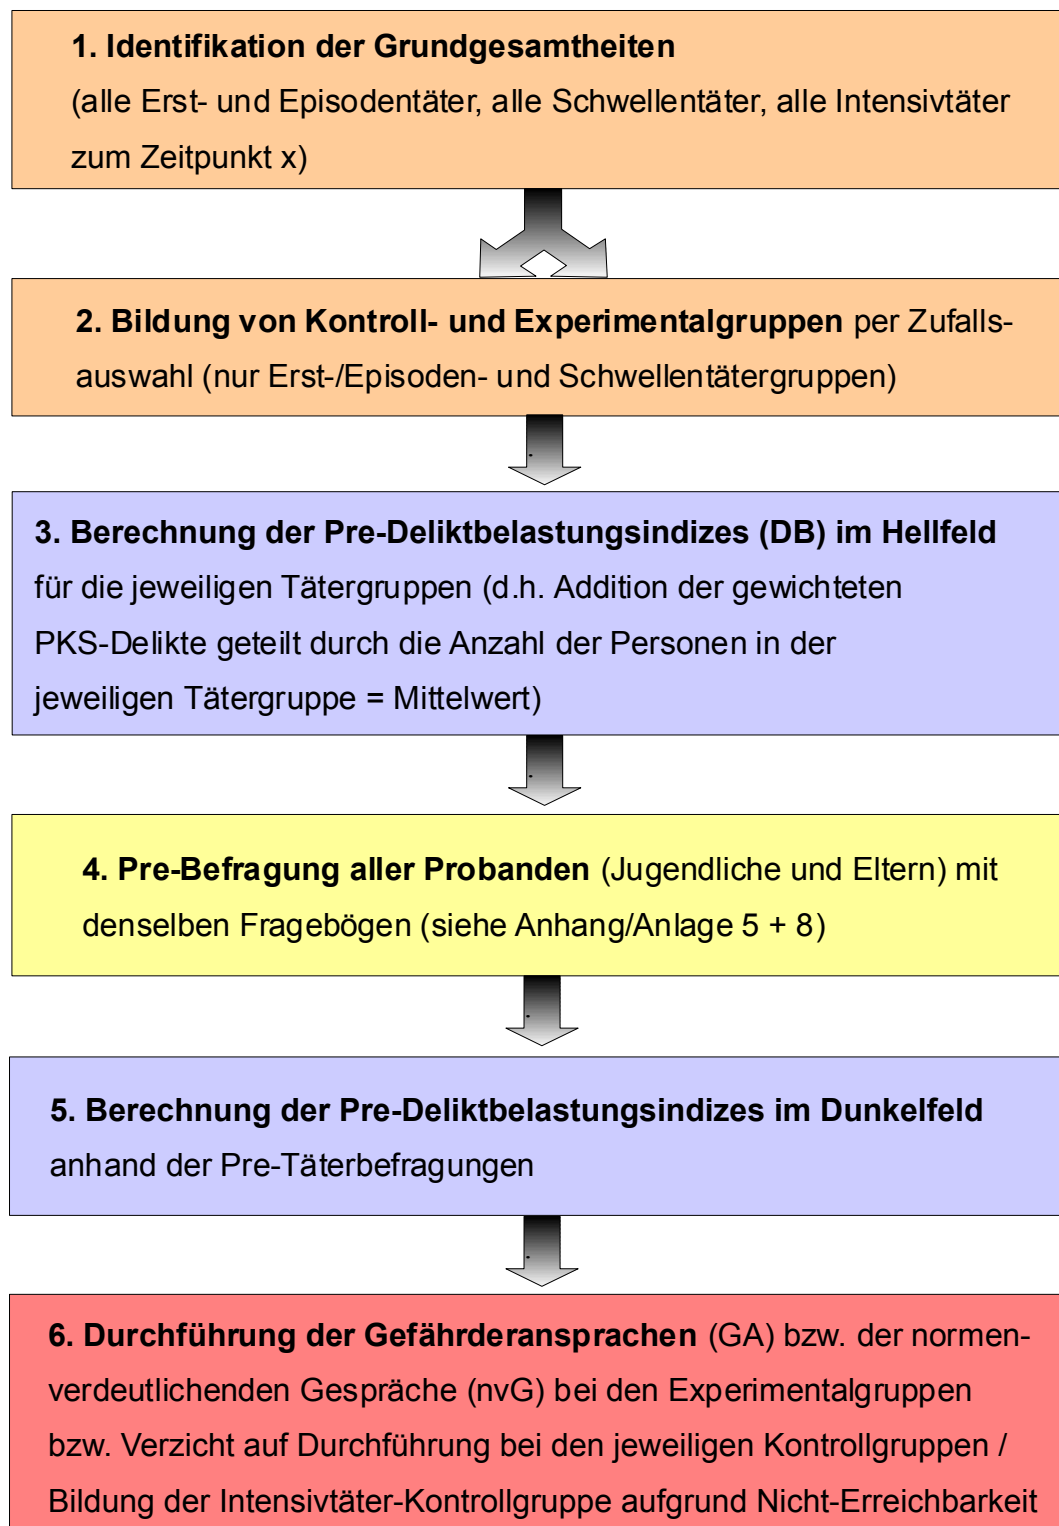 1. Identifikation der Grundgesamtheiten
(alle Erst- und Episodentäter, alle Schwellentäter, alle Intensivtäter
zum Zeitpunkt x)
2. Bildung von Kontroll- und Experimentalgruppen per Zufalls-
auswahl (nur Erst-/Episoden- und Schwellentätergruppen)
3. Berechnung der Pre-Deliktbelastungsindizes (DB) im Hellfeld
für die jeweiligen Tätergruppen (d.h. Addition der gewichteten
PKS-Delikte geteilt durch die Anzahl der Personen in der
jeweiligen Tätergruppe = Mittelwert)
4. Pre-Befragung aller Probanden (Jugendliche und Eltern) mit
denselben Fragebögen (siehe Anhang/Anlage 5 + 8)
5. Berechnung der Pre-Deliktbelastungsindizes im Dunkelfeld
anhand der Pre-Täterbefragungen
6. Durchführung der Gefährderansprachen (GA) bzw. der normen-
verdeutlichenden Gespräche (nvG) bei den Experimentalgruppen
bzw. Verzicht auf Durchführung bei den jeweiligen Kontrollgruppen /
Bildung der Intensivtäter-Kontrollgruppe aufgrund Nicht-Erreichbarkeit